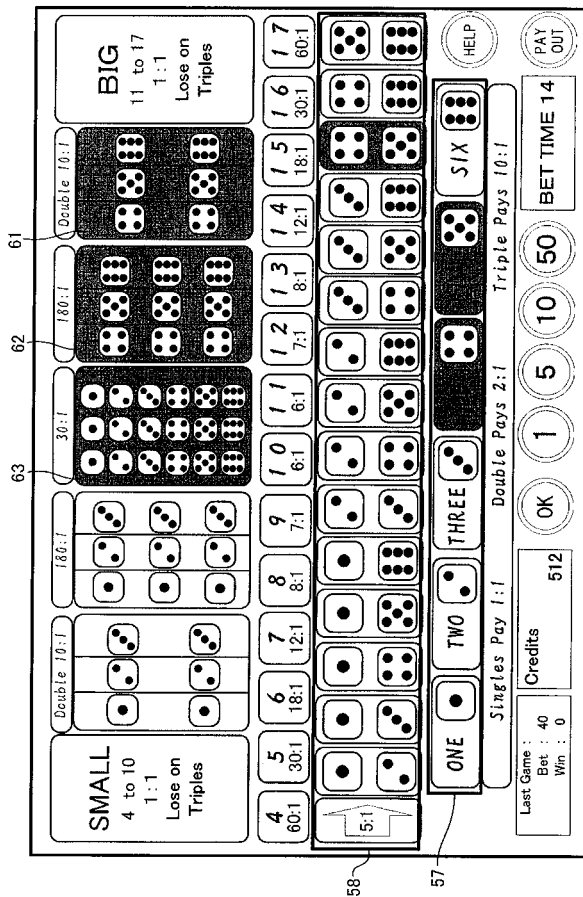 61
62
63
SMALL
4 to 10
1 : 1
Lose on
Triples
Double 10:1
180:1
30:1
180:1
Double 10:1
BIG
11 to 17
1 : 1
Lose on
Triples
4 5 6 7 8 9 10 11 12 13 14 15 16 17
60:1 30:1 18:1 12:1 8:1 7:1 6:1 6:1 7:1 8:1 12:1 18:1 30:1 60:1
5:1
58
ONE TWO THREE SIX
HELP
57
Singles Pay 1:1 Double Pays 2:1 Triple Pays 10:1
Last Game :
Bet : 40
Win : 0
Credits
512
OK 1 5 10 50
BET TIME 14
PAY
OUT